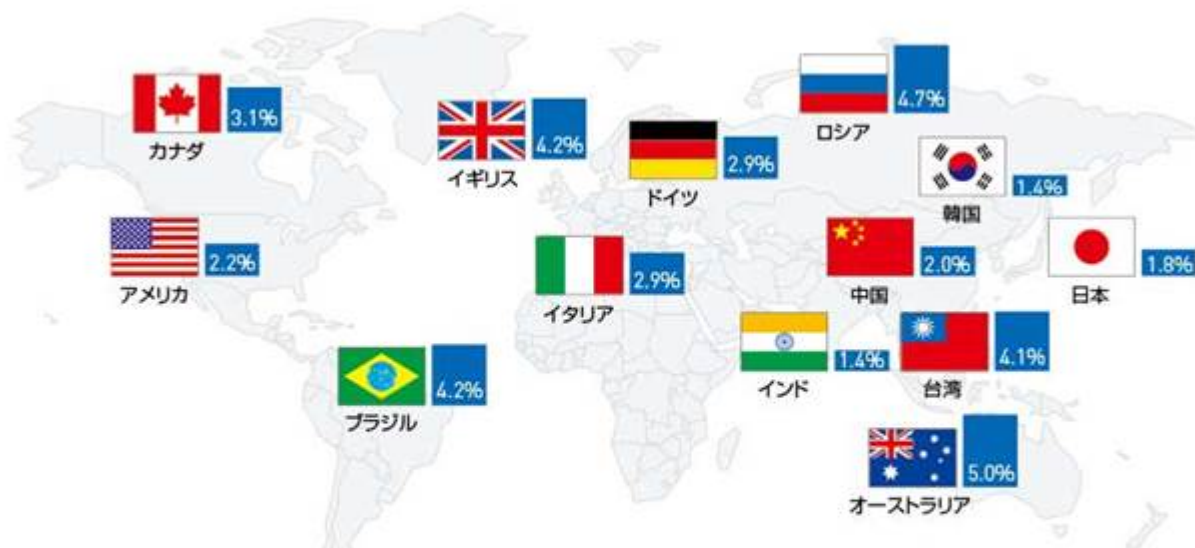 3.1%
カナダ
4.2%
イギリス
2.9%
ドイツ
4.7%
ロシア
1.4%
韓国
2.2%
アメリカ
2.9%
イタリア
2.0%
中国
1.8%
日本
4.2%
ブラジル
1.4%
インド
4.1%
台湾
5.0%
オーストラリア